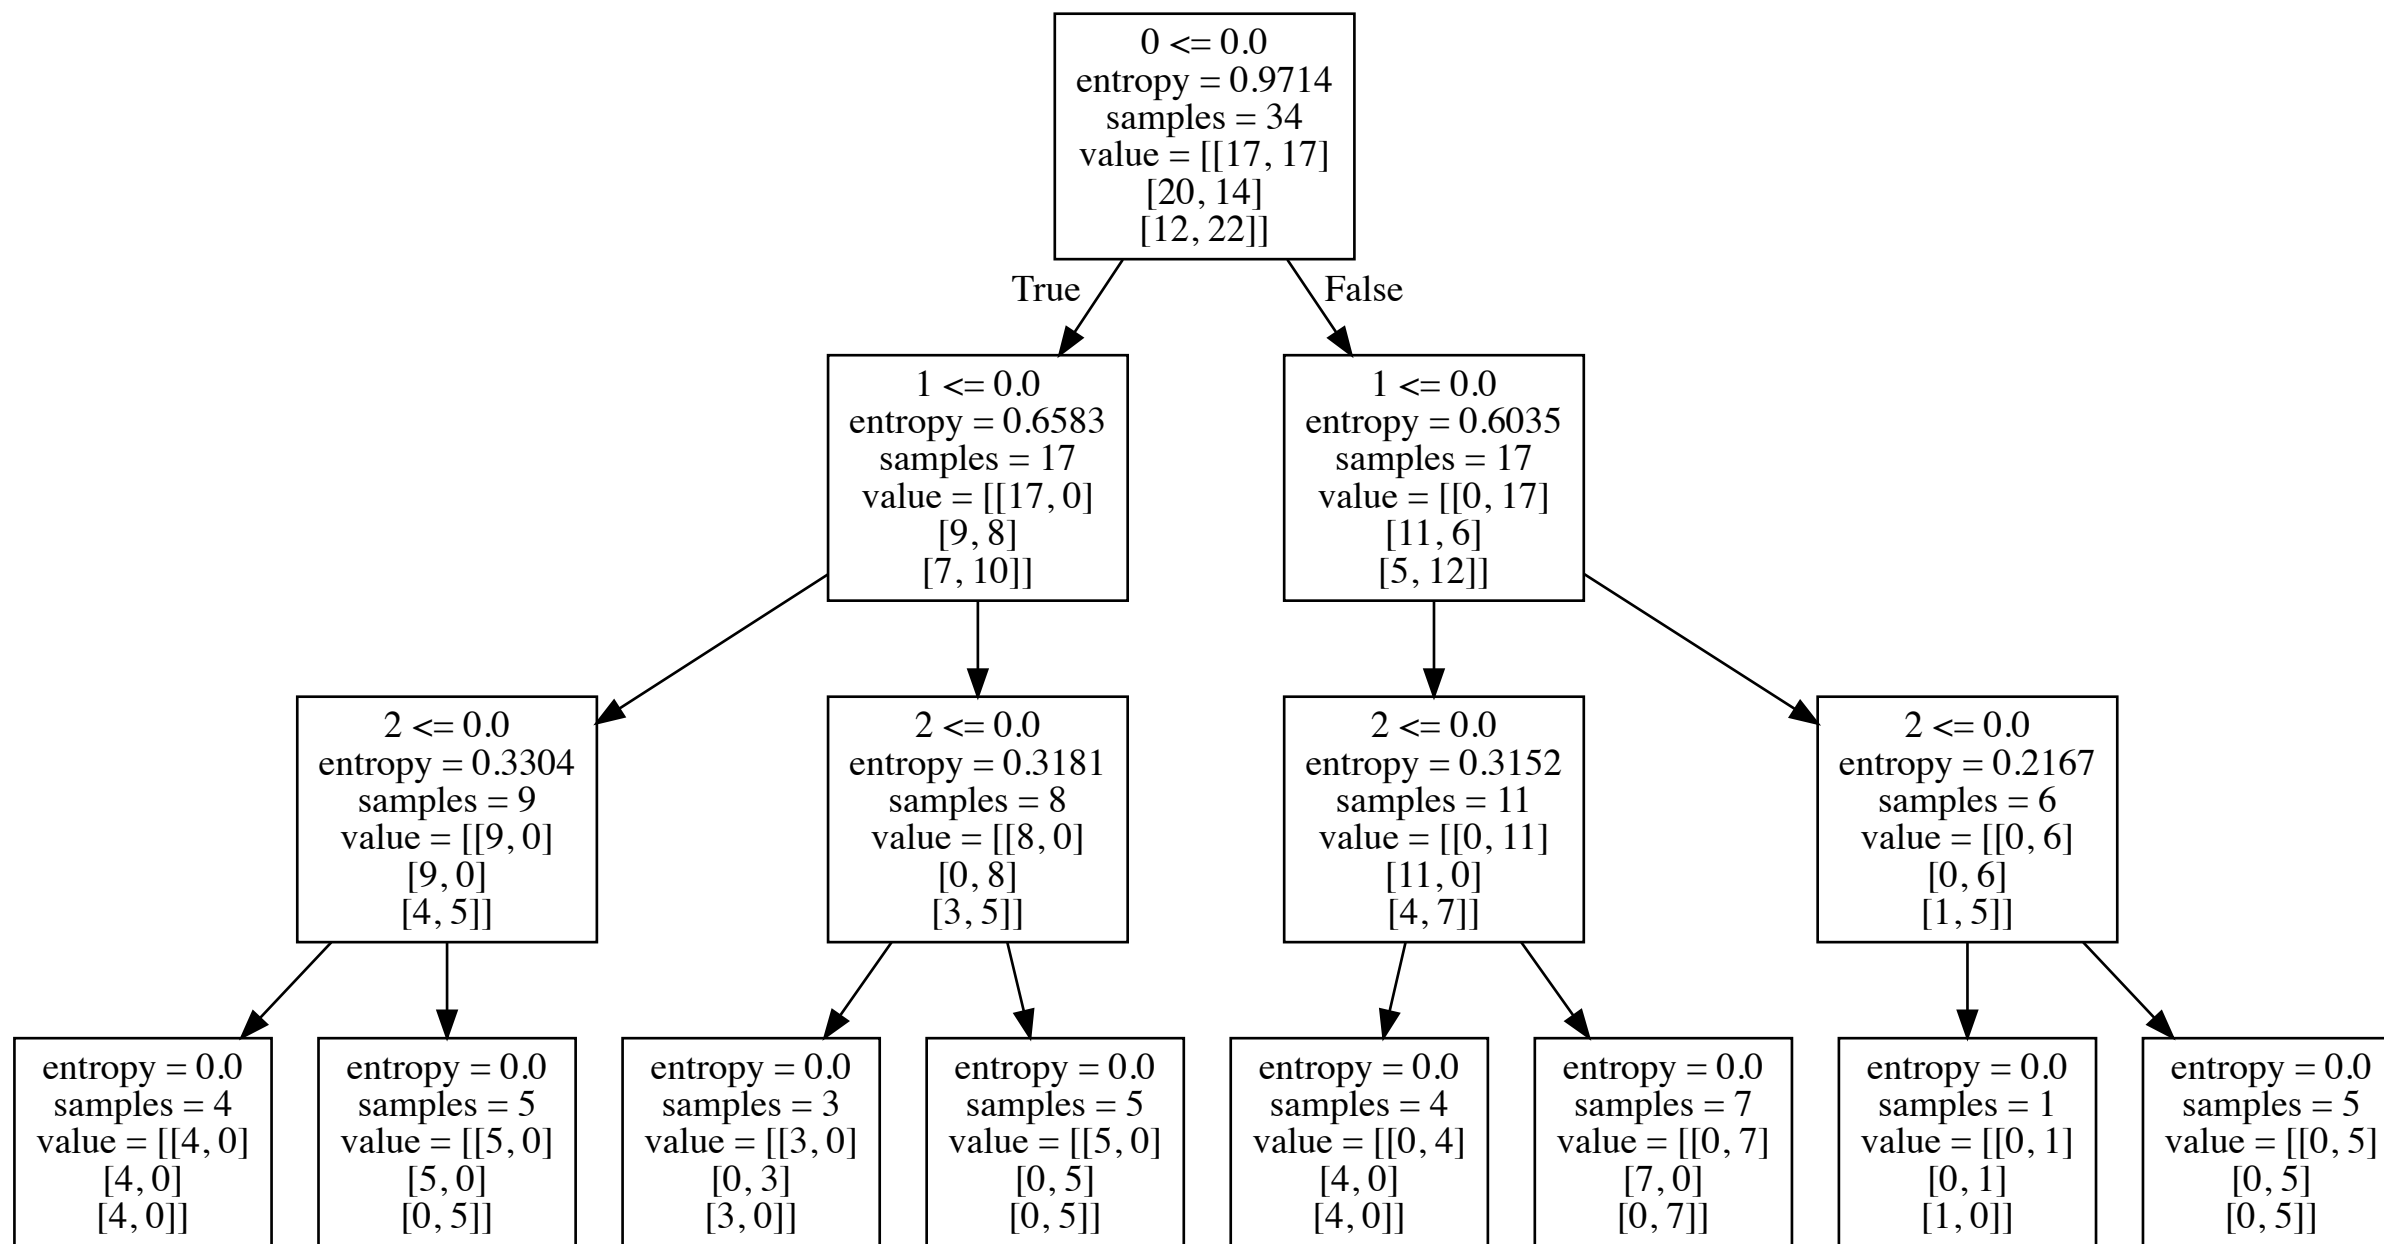 0 <= 0.0
entropy = 0.9714
samples = 34
value = [[17, 17]
[20, 14]
[12, 22]]
True
False
1 <= 0.0
entropy = 0.6583
samples = 17
value = [[17, 0]
[9, 8]
[7, 10]]
1 <= 0.0
entropy = 0.6035
samples = 17
value = [[0, 17]
[11, 6]
[5, 12]]
2 <= 0.0
entropy = 0.3304
samples = 9
value = [[9, 0]
[9, 0]
[4, 5]]
2 <= 0.0
entropy = 0.3181
samples = 8
value = [[8, 0]
[0, 8]
[3, 5]]
2 <= 0.0
entropy = 0.3152
samples = 11
value = [[0, 11]
[11, 0]
[4, 7]]
2 <= 0.0
entropy = 0.2167
samples = 6
value = [[0, 6]
[0, 6]
[1, 5]]
entropy = 0.0
samples = 4
value = [[4, 0]
[4, 0]
[4, 0]]
entropy = 0.0
samples = 5
value = [[5, 0]
[5, 0]
[0, 5]]
entropy = 0.0
samples = 3
value = [[3, 0]
[0, 3]
[3, 0]]
entropy = 0.0
samples = 5
value = [[5, 0]
[0, 5]
[0, 5]]
entropy = 0.0
samples = 4
value = [[0, 4]
[4, 0]
[4, 0]]
entropy = 0.0
samples = 7
value = [[0, 7]
[7, 0]
[0, 7]]
entropy = 0.0
samples = 1
value = [[0, 1]
[0, 1]
[1, 0]]
entropy = 0.0
samples = 5
value = [[0, 5]
[0, 5]
[0, 5]]